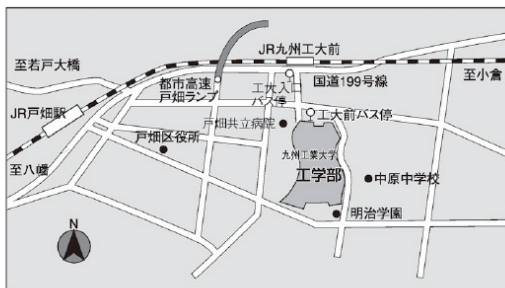 JR九州工大前
至若戸大橋
都市高速
戸畑ランプ
工大入口
バス停
国道199号線
至小倉
JR戸畑駅
戸畑共立病院
工大前バス停
戸畑区役所
至八幡
九州工業大学
工学部
中原中学校
明治学園
N